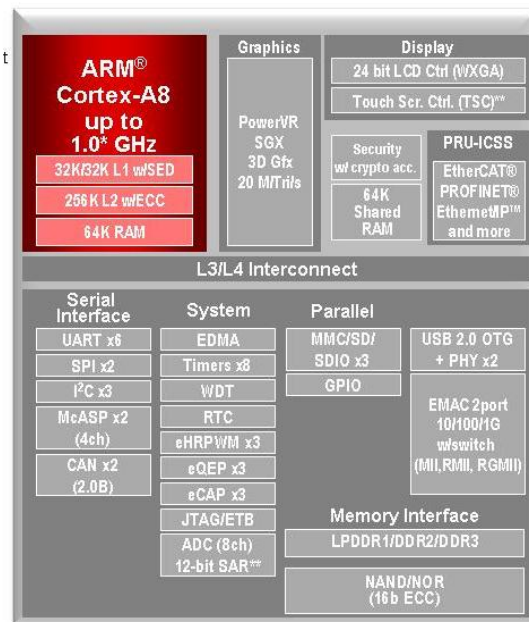 t
ARM®
Cortex-A8
up to
1.0* GHz
32K/32K L1 w/SED
256K L2 w/ECC
64K RAM
Graphics
PowerVR
SGX
3D Gfx
20 M/Tri/s
Display
24 bit LCD Ctrl (WXGA)
Touch Scr. Ctrl. (TSC)**
Security
w/ crypto acc.
64K
Shared
RAM
PRU-ICSS
EtherCAT®
PROFINET®
Ethernet/IP™
and more
L3/L4 Interconnect
Serial
Interface
UART x6
SPI x2
I²C x3
McASP x2
(4ch)
CAN x2
(2.0B)
System
EDMA
Timers x8
WDT
RTC
eHRPWM x3
eQEP x3
eCAP x3
JTAG/ETB
ADC (8ch)
12-bit SAR**
Parallel
MMC/SD/
SDIO x3
GPIO
USB 2.0 OTG
+ PHY x2
EMAC 2port
10/100/1G
w/switch
(MII,RMII, RGMII)
Memory Interface
LPDDR1/DDR2/DDR3
NAND/NOR
(16b ECC)